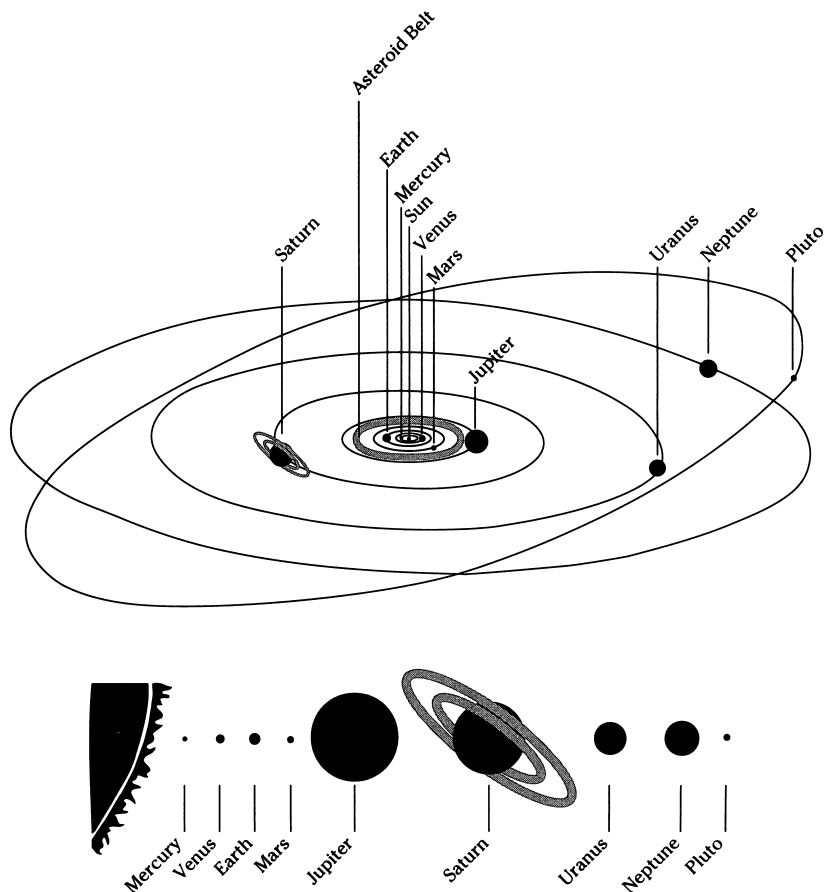 Asteroid Belt
Earth
Mercury
Sun
Venus
Mars
Saturn
Jupiter
Uranus
Neptune
Pluto
Mercury
Venus
Earth
Mars
Jupiter
Saturn
Uranus
Neptune
Pluto